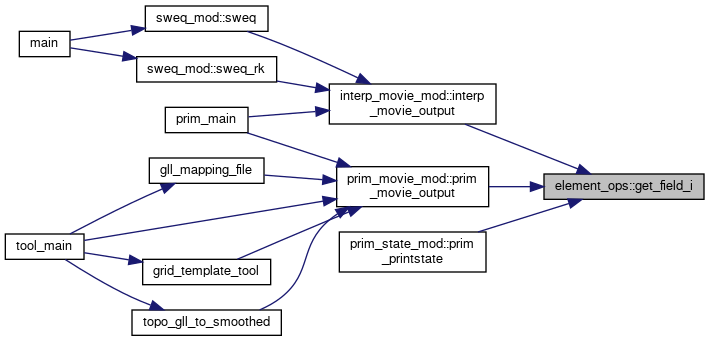 sweq_mod::sweq
main
sweq_mod::sweq_rk
interp_movie_mod::interp
_movie_output
prim_main
gll_mapping_file
prim_movie_mod::prim
_movie_output
element_ops::get_field_i
tool_main
prim_state_mod::prim
_printstate
grid_template_tool
topo_gll_to_smoothed